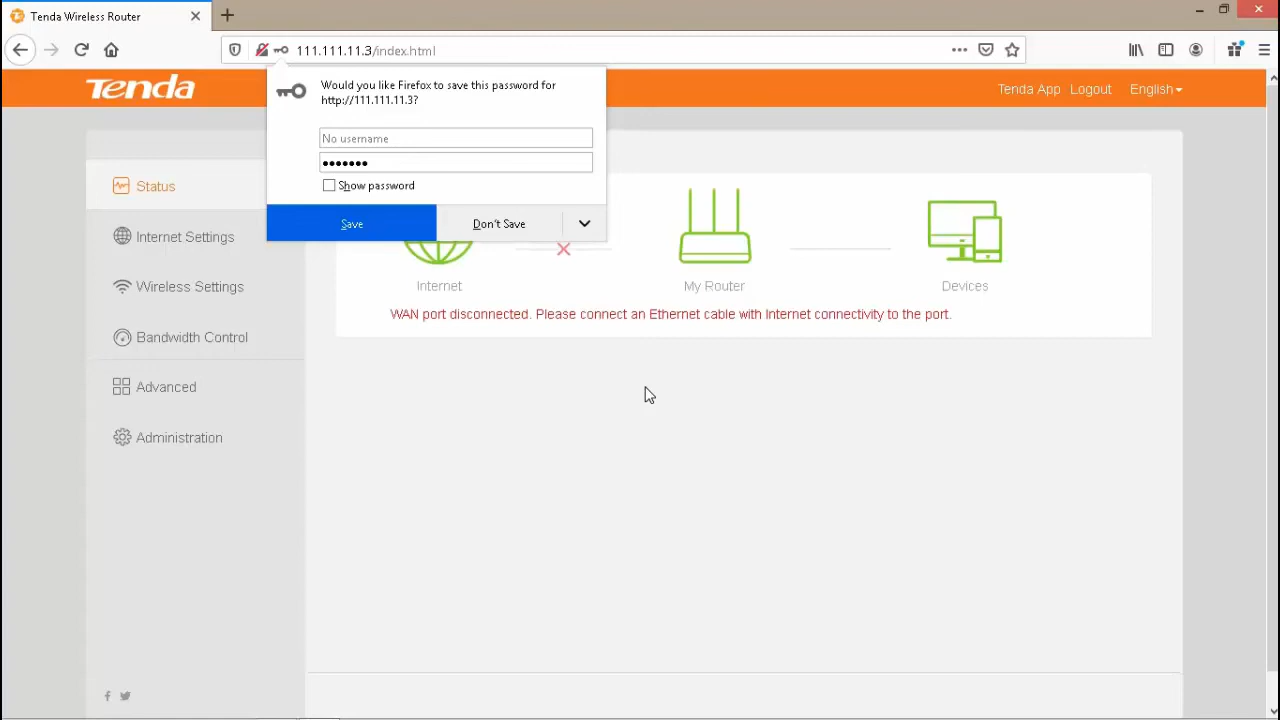 Tenda Wireless Router
111.111.11.3/index.html
Tenda
Tenda App
Logout
English
Would you like Firefox to save this password for
http://111.111.11.3?
No username
•••••••
Show password
Save
Don't Save
Status
Internet Settings
Wireless Settings
Bandwidth Control
Advanced
Administration
Internet
My Router
Devices
WAN port disconnected. Please connect an Ethernet cable with Internet connectivity to the port.